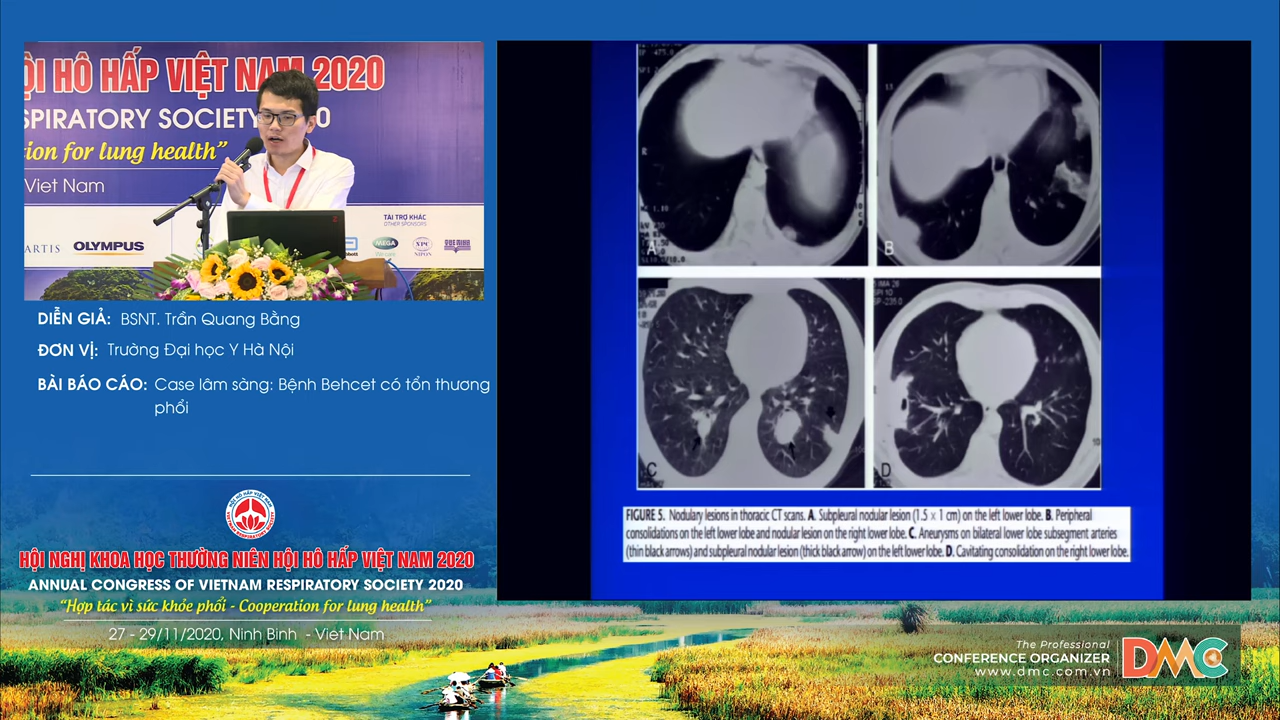 ỘI HÔ HẤP VIỆT NAM 2020
SPIRATORY SOCIETY 20
ion for lung health”
Viet Nam
TÀI TRỢ KHÁC
OTHER SPONSORS
ARTIS
OLYMPUS
bbott
MEGA
We care
NPC
NIPON
DIỄN GIẢ: BSNT. Trần Quang Bằng
ĐƠN VỊ: Trường Đại học Y Hà Nội
BÀI BÁO CÁO: Case lâm sàng: Bệnh Behcet có tổn thương
phổi
HỘI NGHỊ KHOA HỌC THƯỜNG NIÊN HỘI HÔ HẤP VIỆT NAM 2020
ANNUAL CONGRESS OF VIETNAM RESPIRATORY SOCIETY 2020
“Hợp tác vì sức khỏe phổi - Cooperation for lung health”
27 - 29/11/2020, Ninh Bình - Việt Nam
R
A
B
C
D
10
FIGURE 5. Nodulary lesions in thoracic CT scans. A. Subpleural nodular lesion (1.5 × 1 cm) on the left lower lobe. B. Peripheral
consolidations on the left lower lobe and nodular lesion on the right lower lobe. C. Aneurysms on bilateral lower lobe subsegment arteries
(thin black arrows) and subpleural nodular lesion (thick black arrow) on the left lower lobe. D. Cavitating consolidation on the right lower lobe.
The Professional
CONFERENCE ORGANIZER
www.dmc.com.vn
DMC